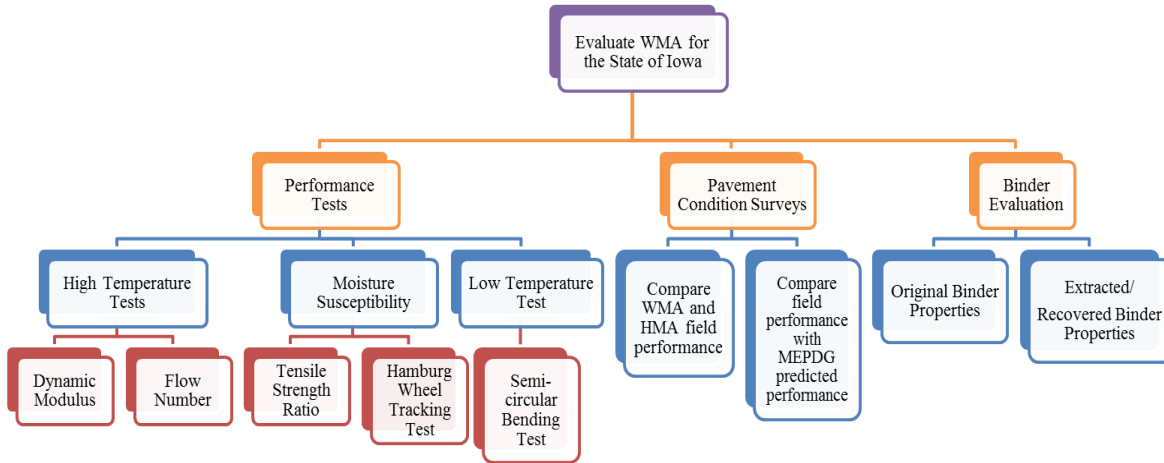 Evaluate WMA for
the State of Iowa
Performance
Tests
Pavement
Condition Surveys
Binder
Evaluation
High Temperature
Tests
Moisture
Susceptibility
Low Temperature
Test
Compare
WMA and
HMA field
performance
Compare
field
performance
with
MEPDG
predicted
performance
Original Binder
Properties
Extracted/
Recovered Binder
Properties
Dynamic
Modulus
Flow
Number
Tensile
Strength
Ratio
Hamburg
Wheel
Tracking
Test
Semi-
circular
Bending
Test